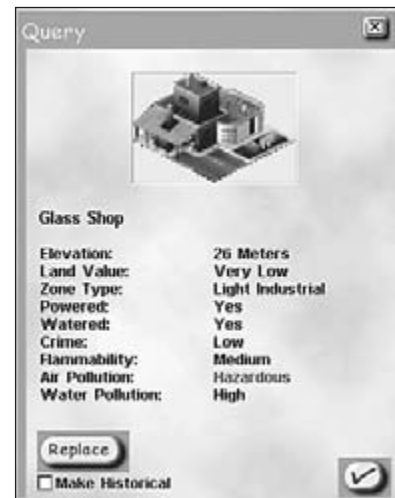 Query
Glass Shop
Elevation: 26 Meters
Land Value: Very Low
Zone Type: Light Industrial
Powered: Yes
Watered: Yes
Crime: Low
Flammability: Medium
Air Pollution: Hazardous
Water Pollution: High
Replace
Make Historical